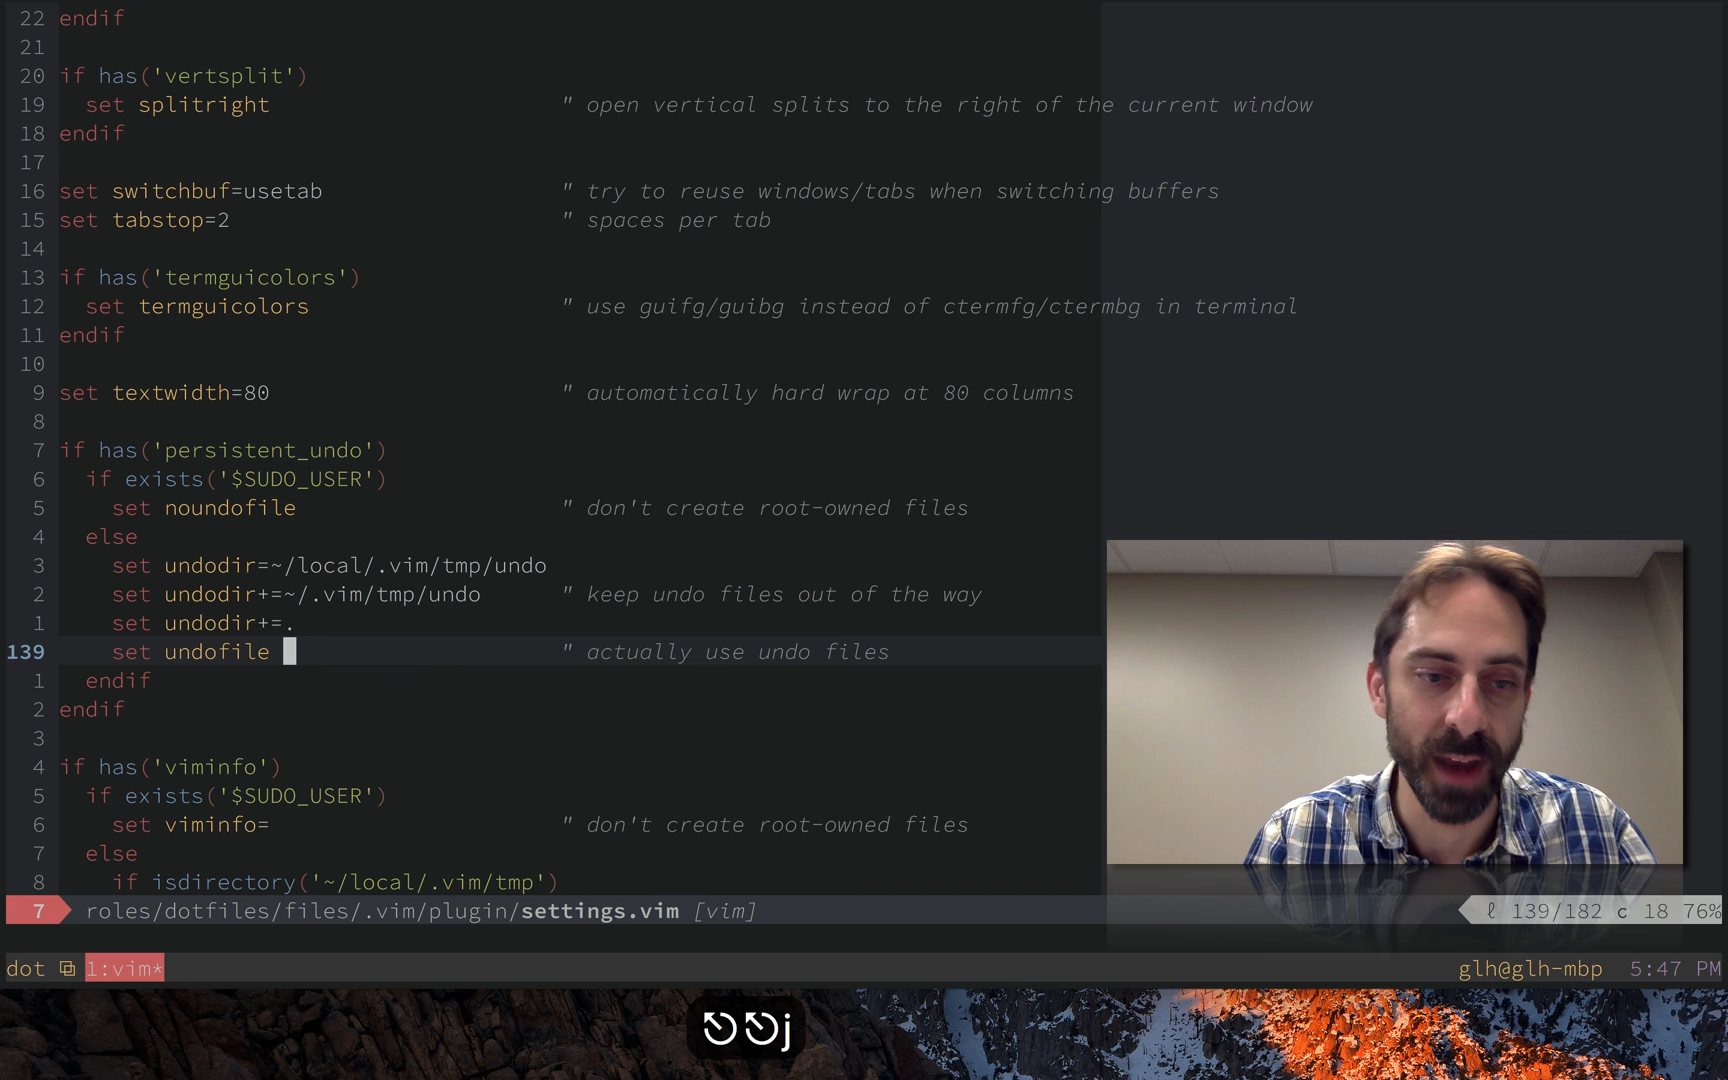 22 endif
21
20 if has('vertsplit')
19   set splitright                      " open vertical splits to the right of the current window
18 endif
17
16 set switchbuf=usetab                  " try to reuse windows/tabs when switching buffers
15 set tabstop=2                         " spaces per tab
14
13 if has('termguicolors')
12   set termguicolors                   " use guifg/guibg instead of ctermfg/ctermbg in terminal
11 endif
10
9 set textwidth=80                      " automatically hard wrap at 80 columns
8
7 if has('persistent_undo')
6   if exists('$SUDO_USER')
5     set noundofile                    " don't create root-owned files
4   else
3     set undodir=~/local/.vim/tmp/undo
2     set undodir+=~/.vim/tmp/undo      " keep undo files out of the way
1     set undodir+=.
139     set undofile                      " actually use undo files
1   endif
2 endif
3
4 if has('viminfo')
5   if exists('$SUDO_USER')
6     set viminfo=                      " don't create root-owned files
7   else
8     if isdirectory('~/local/.vim/tmp')
7 roles/dotfiles/files/.vim/plugin/settings.vim [vim] ℓ 139/182 c 18 76%
dot 1:vim* glh@glh-mbp 5:47 PM
⎋⎋j